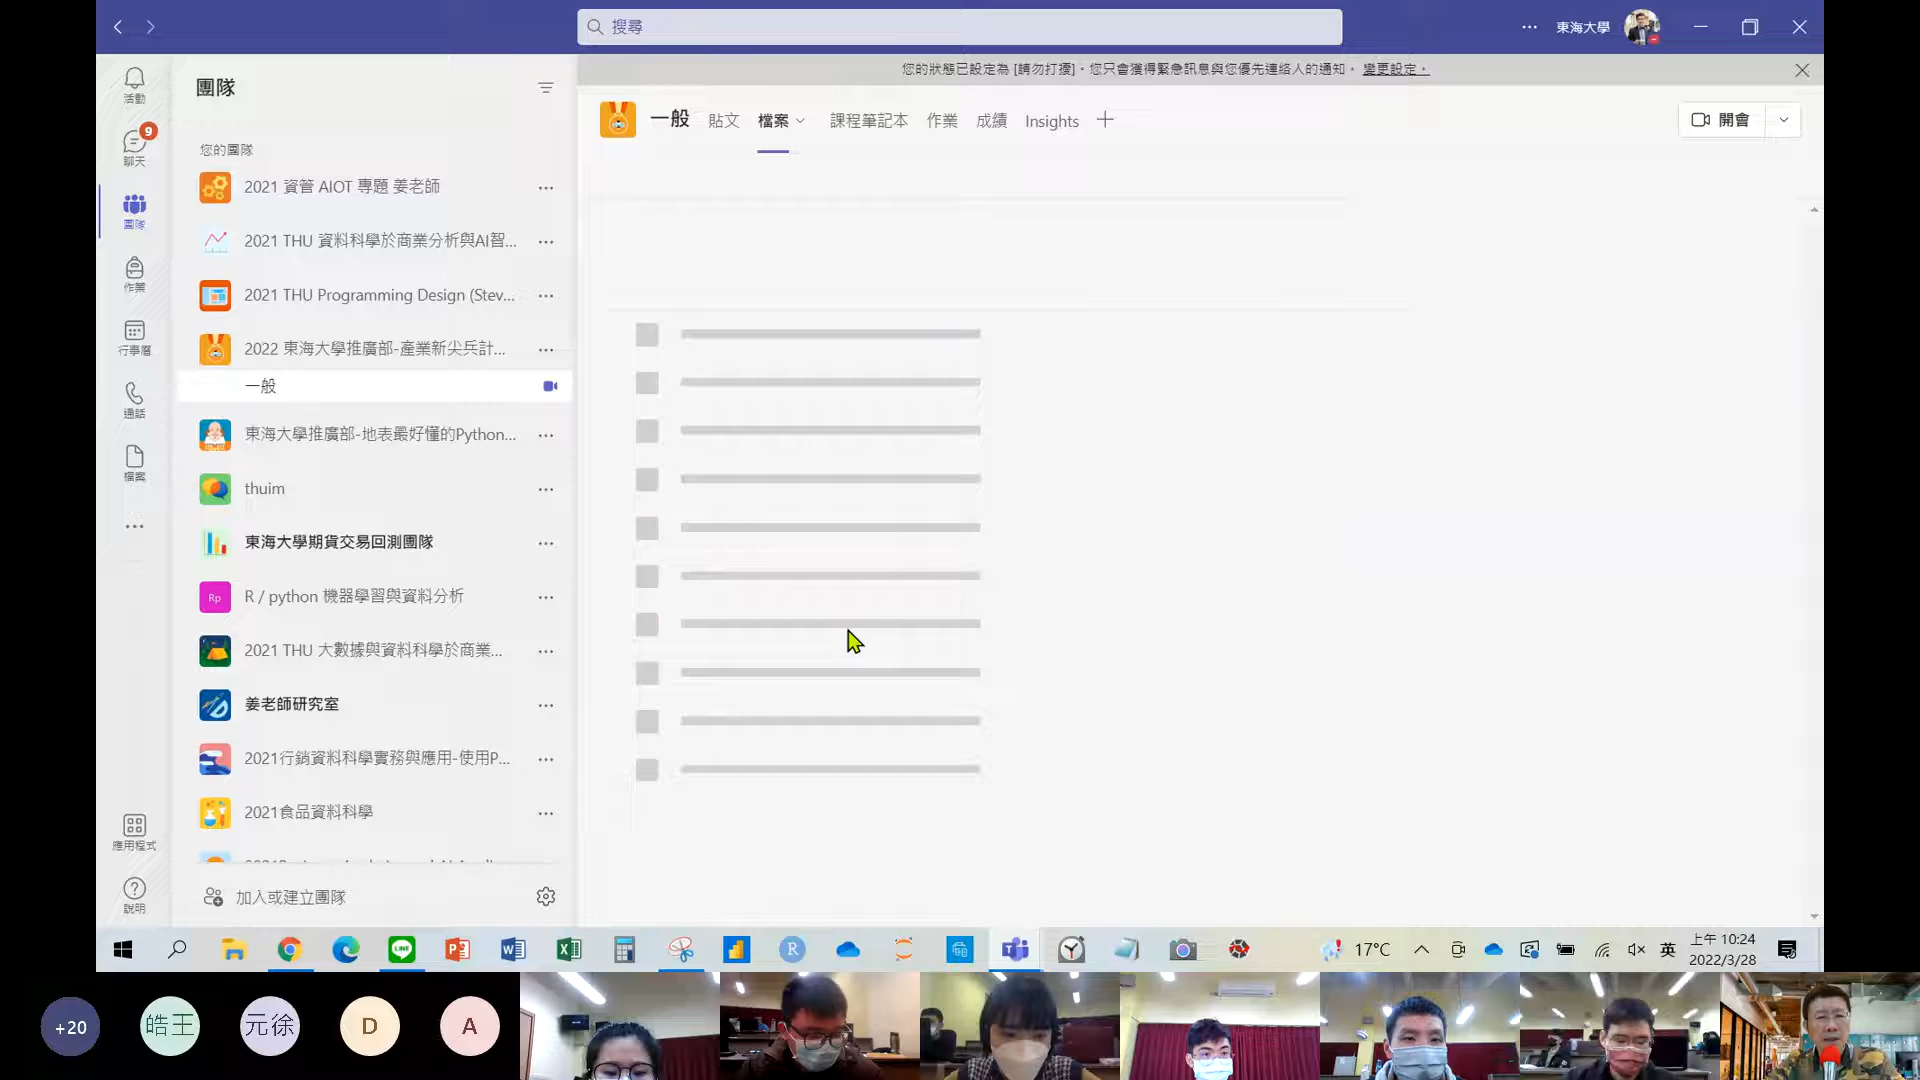 搜尋
東海大學
您的狀態已設定為 [請勿打擾]。您只會獲得緊急訊息與您優先連絡人的通知。 變更設定。
活動
9
聊天
團隊
作業
行事曆
通話
檔案
應用程式
說明
團隊
您的團隊
2021 資管 AIOT 專題 姜老師
2021 THU 資料科學於商業分析與AI智...
2021 THU Programming Design (Stev...
2022 東海大學推廣部-產業新尖兵計...
一般
東海大學推廣部-地表最好懂的Python...
thuim
東海大學期貨交易回測團隊
Rp
R / python 機器學習與資料分析
2021 THU 大數據與資料科學於商業...
姜老師研究室
2021行銷資料科學實務與應用-使用P...
2021食品資料科學
加入或建立團隊
一般
貼文
檔案
課程筆記本
作業
成績
Insights
開會
17°C
英
上午 10:24
2022/3/28
+20
皓王
元徐
D
A